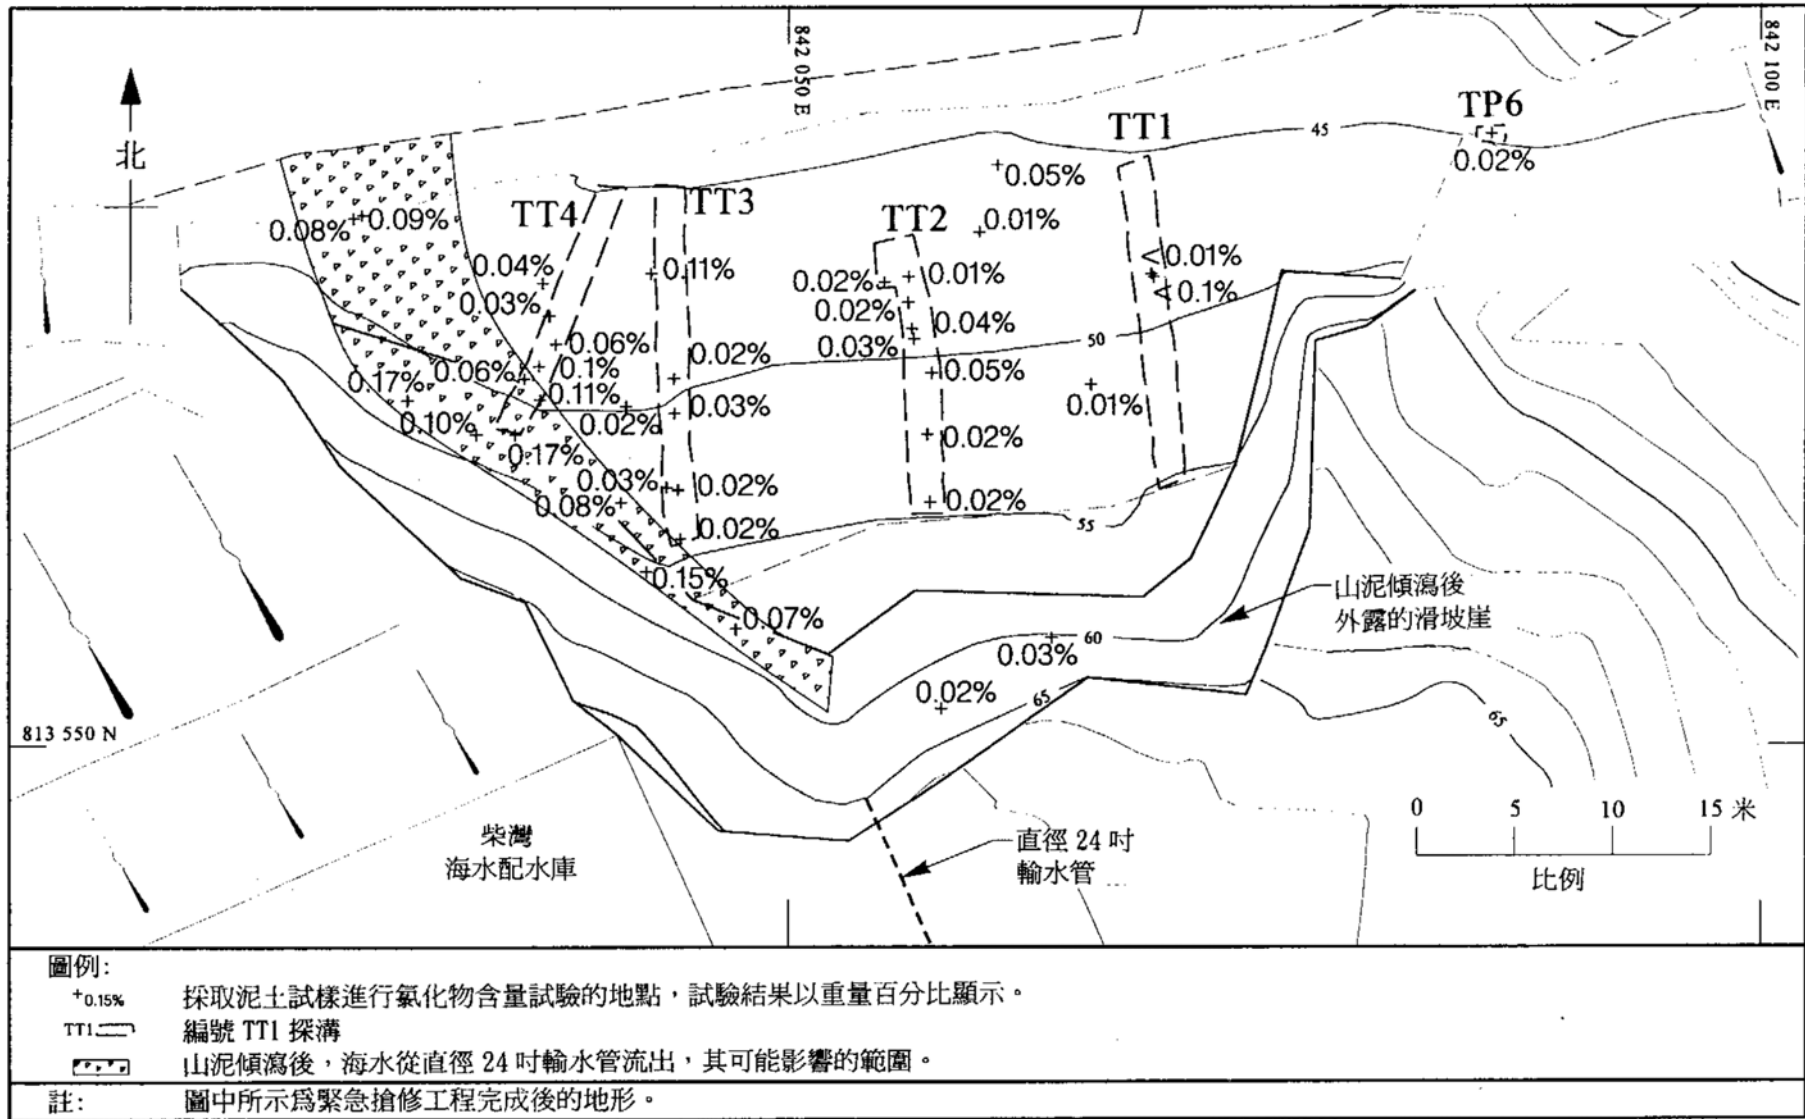 842 050 E
842 100 E
北
TP6
0.02%
45
TT1
0.05%
0.01%
TT4
TT3
TT2
0.09%
0.08%
0.04%
0.11%
0.02%
0.01%
< 0.01%
< 0.1%
0.03%
0.02%
0.04%
0.06%
0.03%
50
0.02%
0.1%
0.05%
0.06%
0.17%
0.11%
0.03%
0.01%
0.10%
0.02%
0.02%
0.17%
0.03%
0.02%
0.08%
0.02%
55
0.02%
0.15%
0.07%
60
0.03%
0.02%
65
65
山泥傾瀉後
外露的滑坡崖
813 550 N
柴灣
海水配水庫
直徑 24 吋
輸水管
0 5 10 15 米
比例
圖例:
+0.15% 採取泥土試樣進行氯化物含量試驗的地點，試驗結果以重量百分比顯示。
TT1 編號 TT1 探溝
山泥傾瀉後，海水從直徑 24 吋輸水管流出，其可能影響的範圍。
註: 圖中所示爲緊急搶修工程完成後的地形。